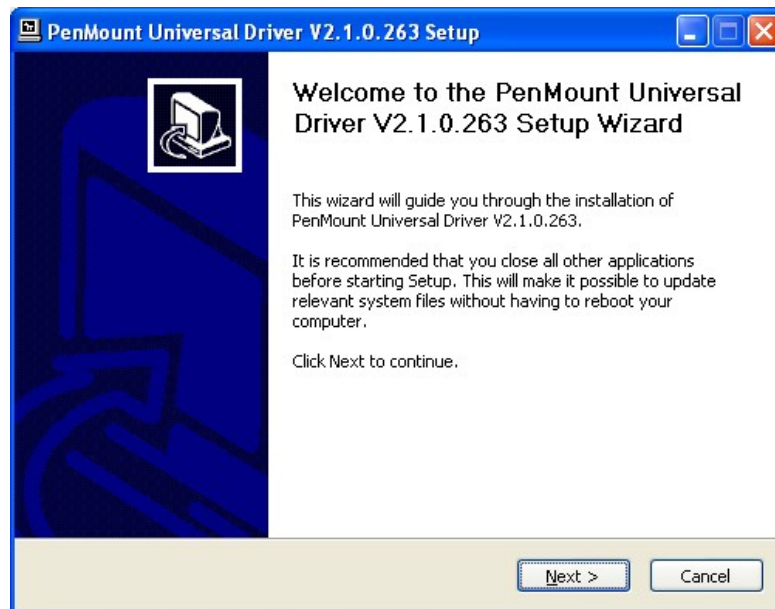 PenMount Universal Driver V2.1.0.263 Setup
Welcome to the PenMount Universal
Driver V2.1.0.263 Setup Wizard
This wizard will guide you through the installation of
PenMount Universal Driver V2.1.0.263.
It is recommended that you close all other applications
before starting Setup. This will make it possible to update
relevant system files without having to reboot your
computer.
Click Next to continue.
Next >
Cancel